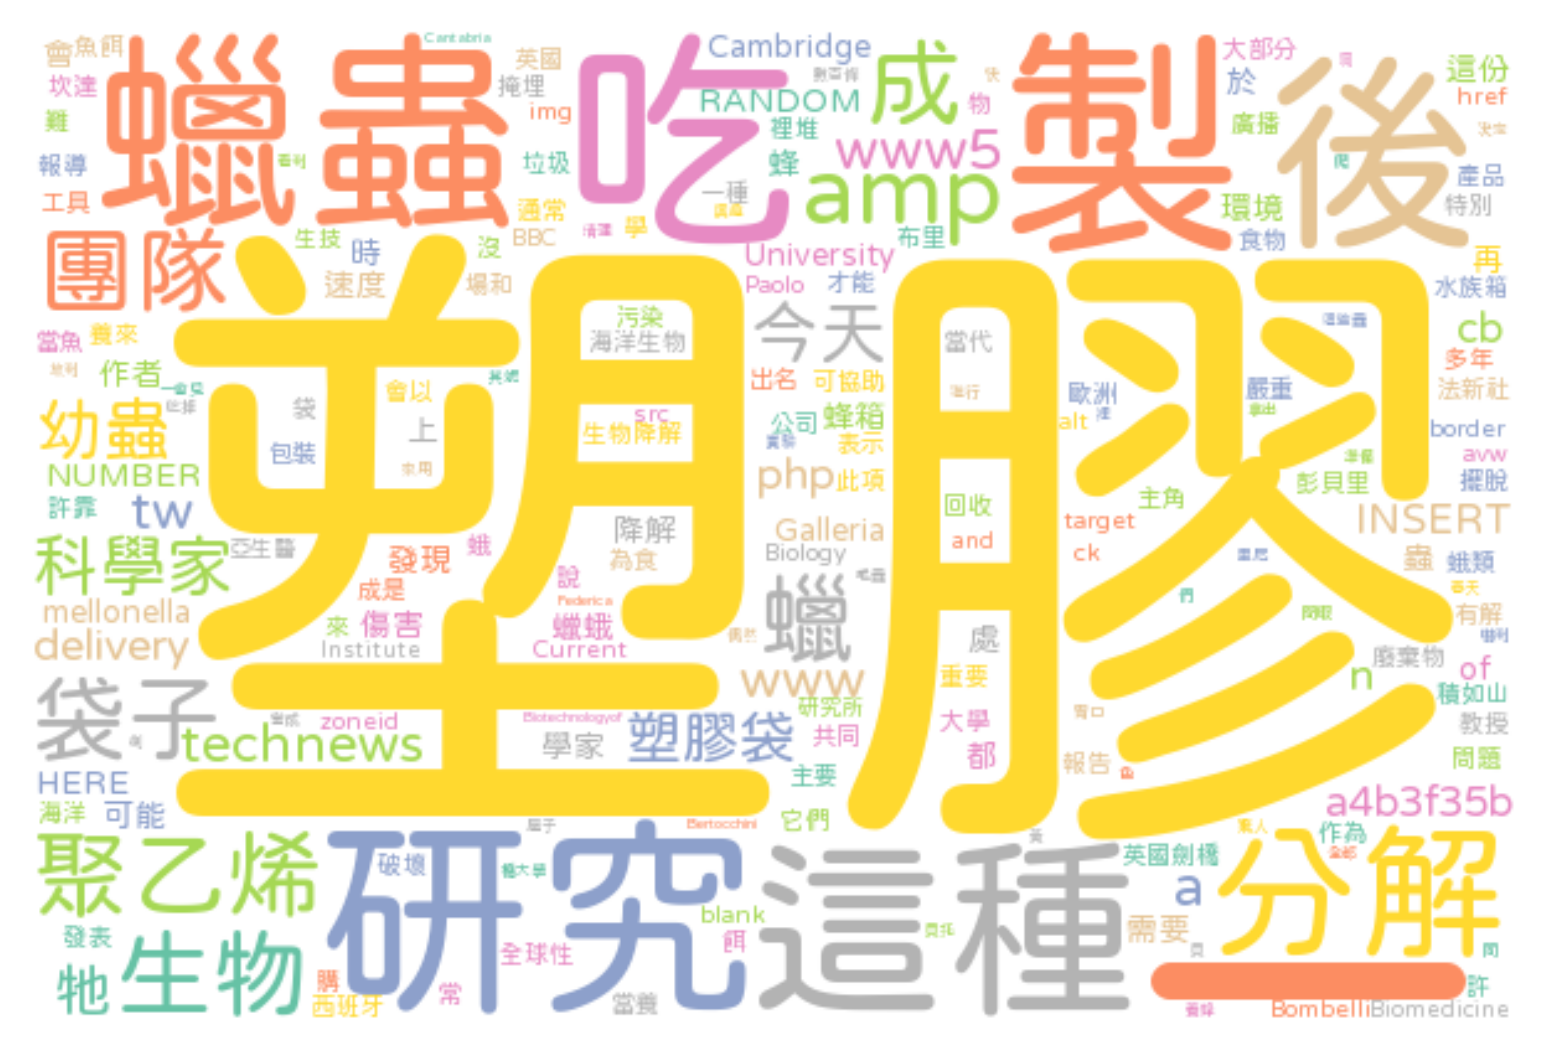 會
魚餌
Cantabria
英國
Cambridge
成
製
大部分
後
這份
坎達
蠟蟲
掩埋
吃
RANDOM
物
於
href
難
img
裡堆
www5
廣播
報導
垃圾
蜂
amp
產品
工具
通常
一種
環境
特別
學
BBC
布里
食物
團隊
生技
時
沒
University
再
速度
場和
Paolo
才能
水族箱
塑膠
污染
海洋生物
今天
當代
cb
當魚
養來
多年
作者
會以
出名
可協助
歐洲
嚴重
法新社
幼蟲
袋
上
src
生物降解
公司
蜂箱
alt
border
包裝
表示
avw
NUMBER
php
此項
主角
彭貝里
擺脫
許霏
tw
降解
Galleria
回收
target
INSERT
科學家
發現
蛾
為食
Biology
and
ck
蟲
蛾類
成是
說
Federica
mellonella
來
傷害
蠟蛾
蠟
處
有解
delivery
Institute
Current
廢棄物
袋子
www
重要
n
of
zoneid
Biotechnologyof
研究所
積如山
technews
學家
塑膠袋
共同
大學
教授
都
報告
問題
HERE
主要
海洋
可能
Bertocchini
它們
a4b3f35b
聚乙烯
研究
這種
作為
分解
破壞
英國劍橋
a
blank
發表
全球性
餌
需要
牠
生物
購
西班牙
常
當養
一
許
Bombelli
Biomedicine